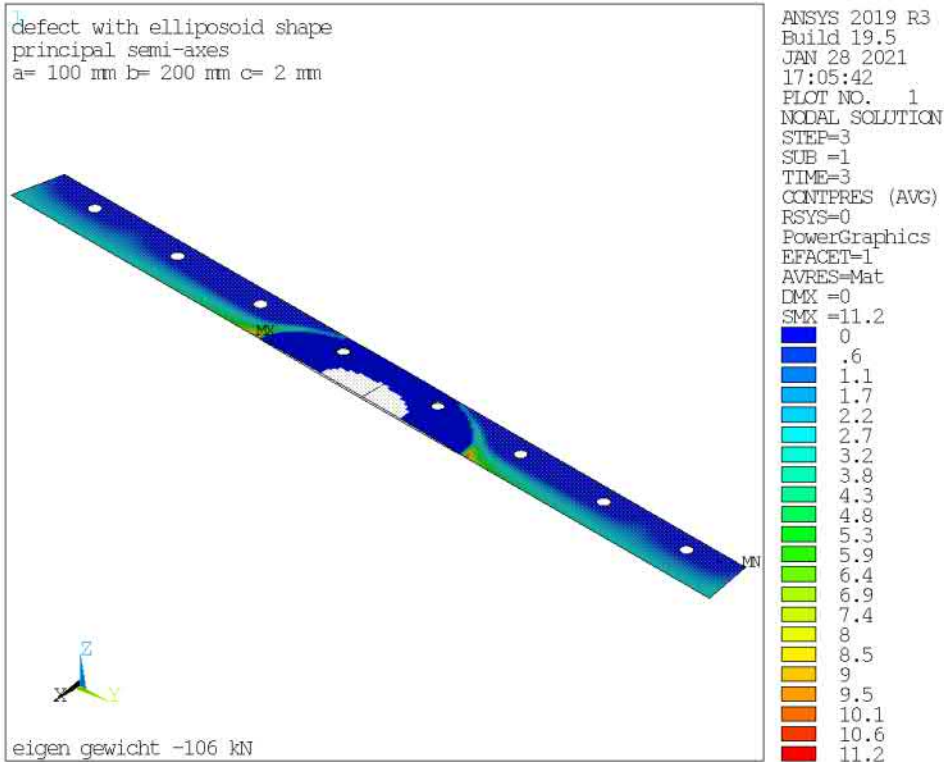 1
defect with elliposoid shape
principal semi-axes
a= 100 mm b= 200 mm c= 2 mm
MX
MN
Z
X
Y
eigen gewicht -106 kN
ANSYS 2019 R3
Build 19.5
JAN 28 2021
17:05:42
PLOT NO. 1
NODAL SOLUTION
STEP=3
SUB =1
TIME=3
CONTPRES (AVG)
RSYS=0
PowerGraphics
EFACET=1
AVRES=Mat
DMX =0
SMX =11.2
0
.6
1.1
1.7
2.2
2.7
3.2
3.8
4.3
4.8
5.3
5.9
6.4
6.9
7.4
8
8.5
9
9.5
10.1
10.6
11.2